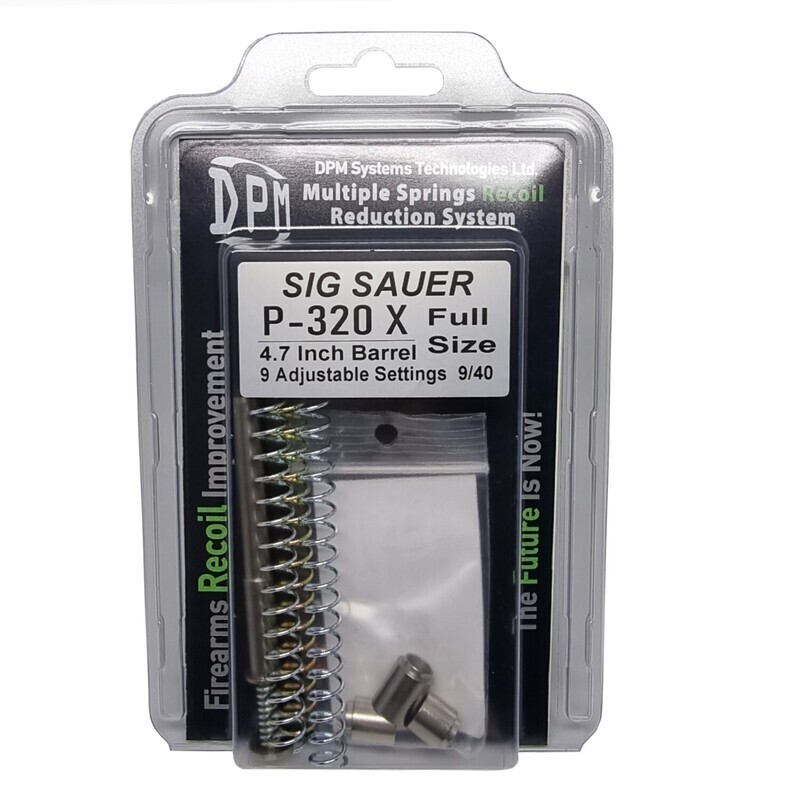 DPM
DPM Systems Technologies Ltd.
Multiple Springs Recoil
Reduction System
SIG SAUER
P-320 X Full Size
4.7 Inch Barrel
9 Adjustable Settings 9/40
Firearms Recoil Improvement
The Future Is Now!